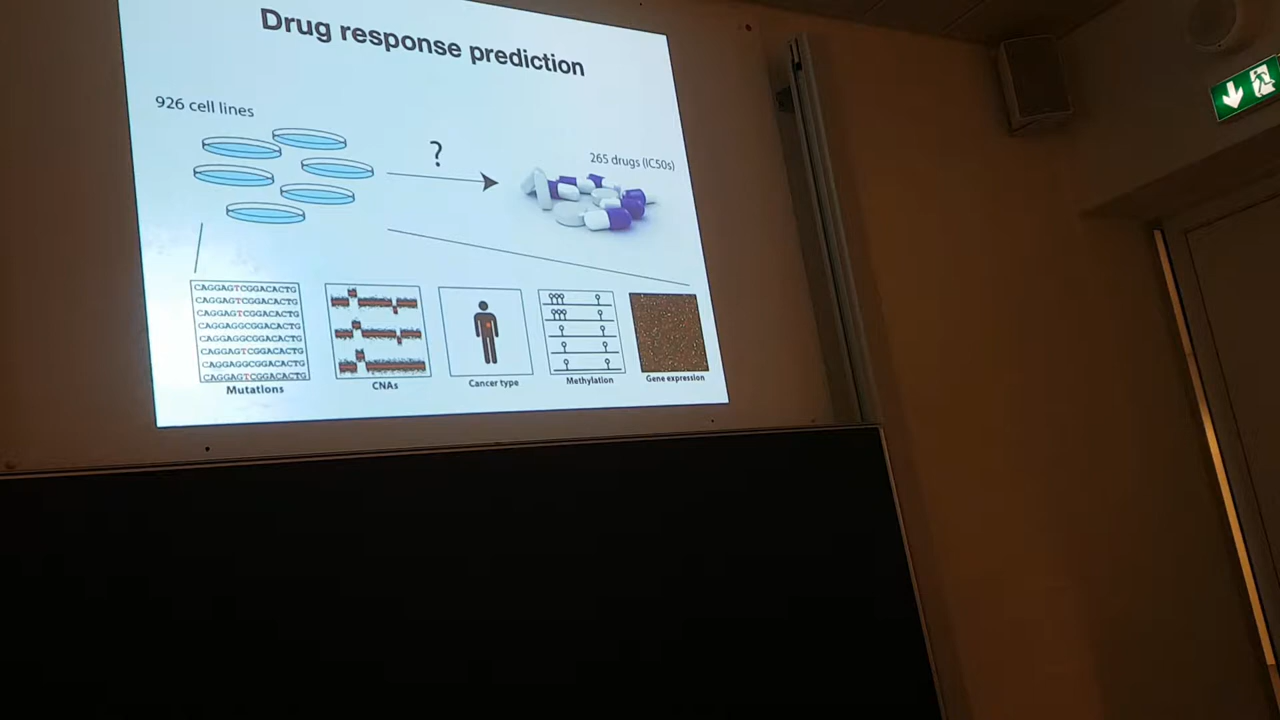 Drug response prediction
926 cell lines
?
265 drugs (IC50s)
CAGGAGTCGGACACTG
CAGGAGTCGGACACTG
CAGGAGTCGGACACTG
CAGGAGGCGGACACTG
CAGGAGGCGGACACTG
CAGGAGTCGGACACTG
CAGGAGGCGGACACTG
CAGGAGTCGGACACTG
Mutations
CNAs
Cancer type
Methylation
Gene expression